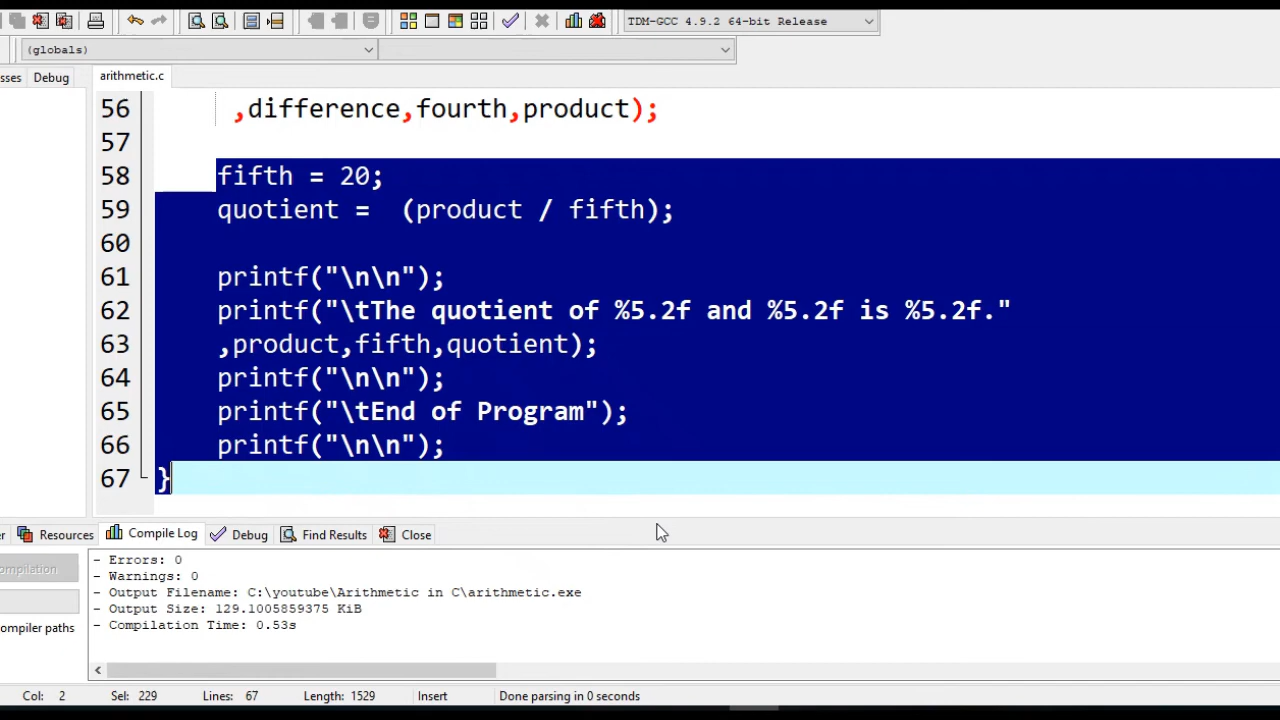 TDM-GCC 4.9.2 64-bit Release
(globals)
sses Debug arithmetic.c
56 ,difference,fourth,product);
57
58 fifth = 20;
59 quotient =  (product / fifth);
60
61 printf("\n\n");
62 printf("\tThe quotient of %5.2f and %5.2f is %5.2f."
63 ,product,fifth,quotient);
64 printf("\n\n");
65 printf("\tEnd of Program");
66 printf("\n\n");
67 }
r Resources Compile Log Debug Find Results Close
- Errors: 0
ompilation
- Warnings: 0
- Output Filename: C:\youtube\Arithmetic in C\arithmetic.exe
- Output Size: 129.1005859375 KiB
ompiler paths
- Compilation Time: 0.53s
Col: 2 Sel: 229 Lines: 67 Length: 1529 Insert Done parsing in 0 seconds